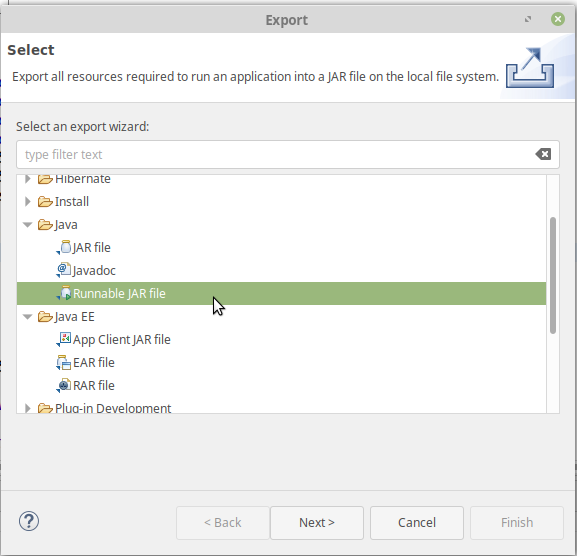 Export
Select
Export all resources required to run an application into a JAR file on the local file system.
Select an export wizard:
type filter text
Hibernate
Install
Java
JAR file
Javadoc
Runnable JAR file
Java EE
App Client JAR file
EAR file
RAR file
Plug-in Development
< Back
Next >
Cancel
Finish